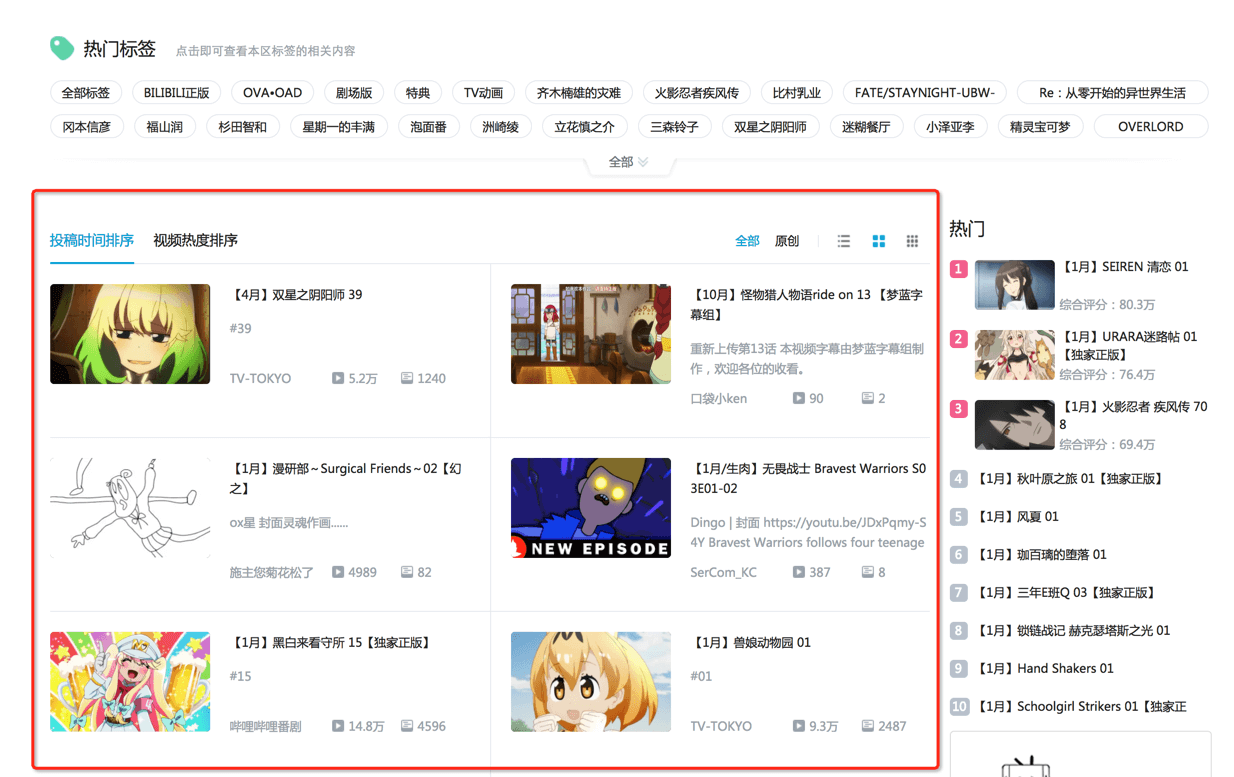 热门标签 点击即可查看本区标签的相关内容
全部标签 BILIBILI正版 OVA•OAD 剧场版 特典 TV动画 齐木楠雄的灾难 火影忍者疾风传 比村乳业 FATE/STAYNIGHT-UBW- Re：从零开始的异世界生活
冈本信彦 福山润 杉田智和 星期一的丰满 泡面番 洲崎绫 立花慎之介 三森铃子 双星之阴阳师 迷糊餐厅 小泽亚李 精灵宝可梦 OVERLORD
全部
投稿时间排序 视频热度排序 全部 原创
【4月】双星之阴阳师 39
#39
TV-TOKYO 5.2万 1240
【10月】怪物猎人物语ride on 13 【梦蓝字
幕组】
重新上传第13话 本视频字幕由梦蓝字幕组制
作，欢迎各位的收看。
口袋小ken 90 2
【1月】漫研部～Surgical Friends～02【幻
之】
ox星 封面灵魂作画......
施主您菊花松了 4989 82
NEW EPISODE
【1月/生肉】无畏战士 Bravest Warriors S0
3E01-02
Dingo | 封面 https://youtu.be/JDxPqmy-S
4Y Bravest Warriors follows four teenage
SerCom_KC 387 8
【1月】黑白来看守所 15【独家正版】
#15
哔哩哔哩番剧 14.8万 4596
【1月】兽娘动物园 01
#01
TV-TOKYO 9.3万 2487
热门
1 【1月】SEIREN 清恋 01
综合评分：80.3万
2 【1月】URARA迷路帖 01
【独家正版】
综合评分：76.4万
3 【1月】火影忍者 疾风传 70
8
综合评分：69.4万
4 【1月】秋叶原之旅 01【独家正版】
5 【1月】风夏 01
6 【1月】珈百璃的堕落 01
7 【1月】三年E班Q 03【独家正版】
8 【1月】锁链战记 赫克瑟塔斯之光 01
9 【1月】Hand Shakers 01
10 【1月】Schoolgirl Strikers 01【独家正